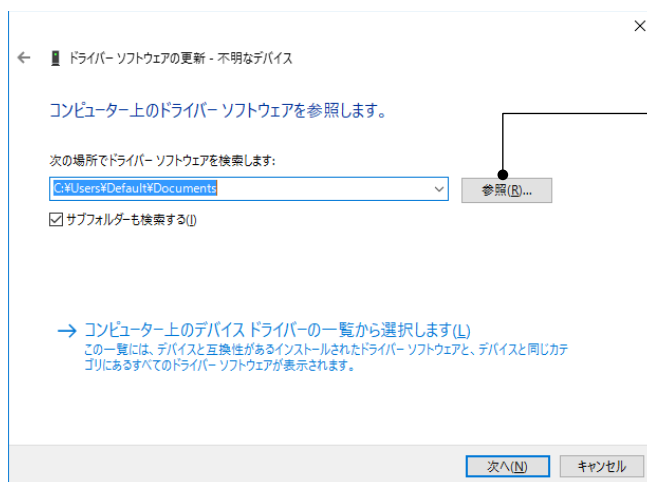 ドライバー ソフトウェアの更新 - 不明なデバイス
コンピューター上のドライバー ソフトウェアを参照します。
次の場所でドライバー ソフトウェアを検索します:
C:¥Users¥Default¥Documents
参照(R)...
サブフォルダーも検索する(I)
コンピューター上のデバイス ドライバーの一覧から選択します(L)
この一覧には、デバイスと互換性があるインストールされたドライバー ソフトウェアと、デバイスと同じカテ
ゴリにあるすべてのドライバー ソフトウェアが表示されます。
次へ(N)
キャンセル